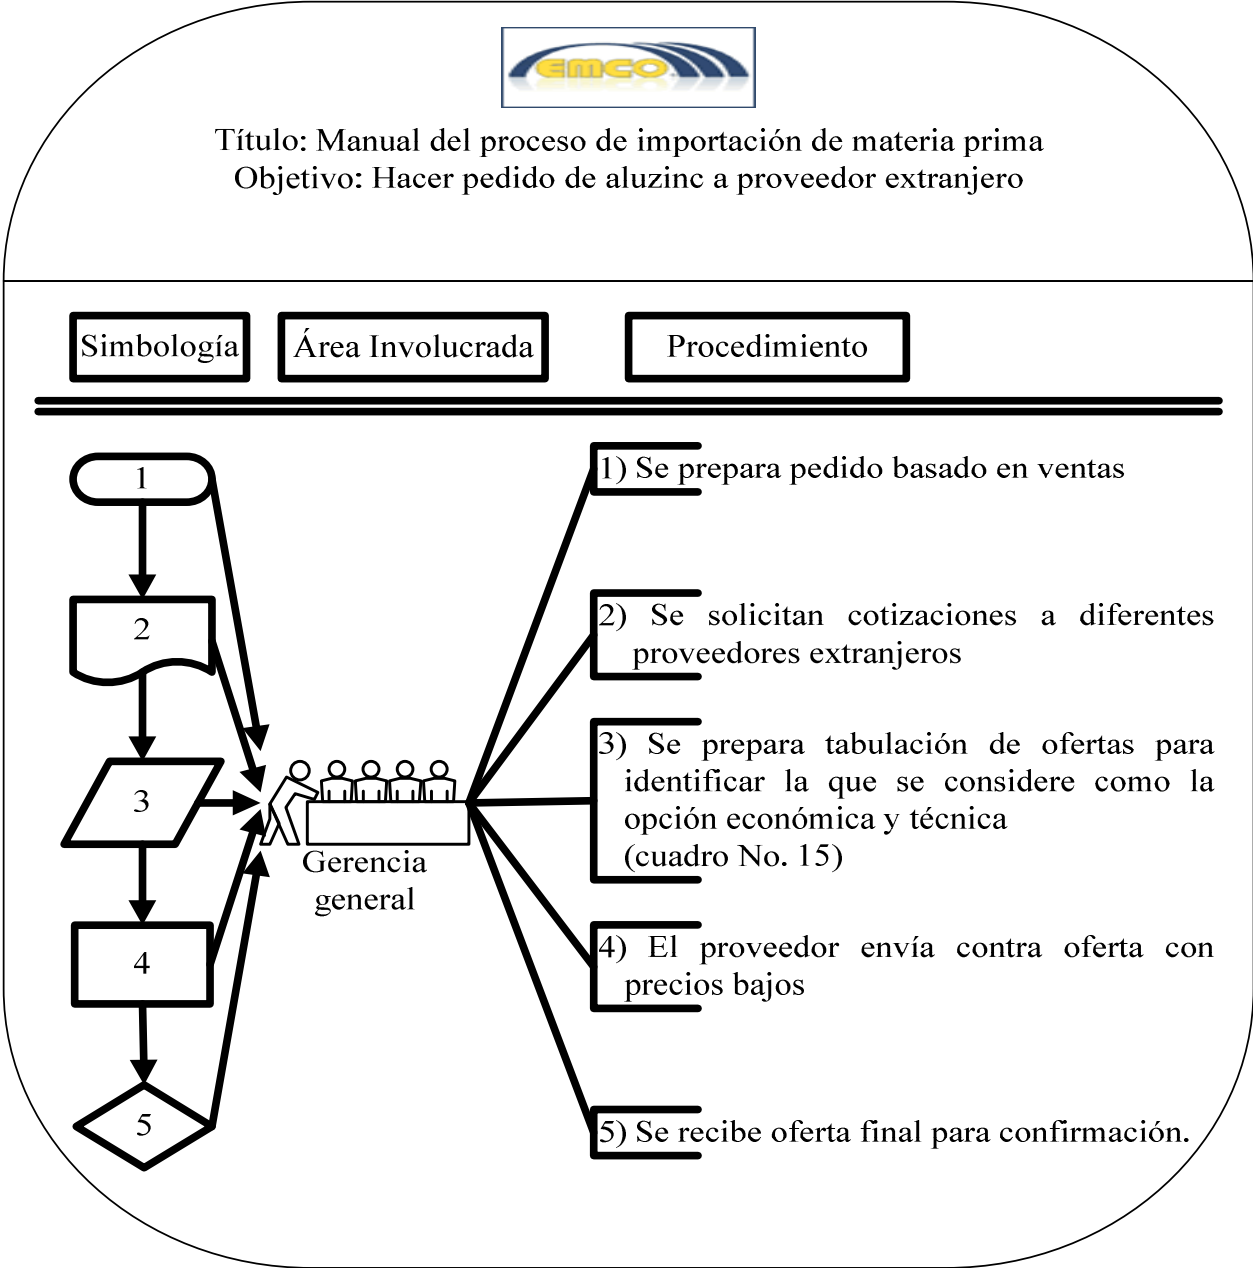 EMCO
Título: Manual del proceso de importación de materia prima
Objetivo: Hacer pedido de aluzinc a proveedor extranjero
Simbología
Área Involucrada
Procedimiento
1
2
3
4
5
Gerencia
general
1) Se prepara pedido basado en ventas
2) Se solicitan cotizaciones a diferentes
proveedores extranjeros
3) Se prepara tabulación de ofertas para
identificar la que se considere como la
opción económica y técnica
(cuadro No. 15)
4) El proveedor envía contra oferta con
precios bajos
5) Se recibe oferta final para confirmación.